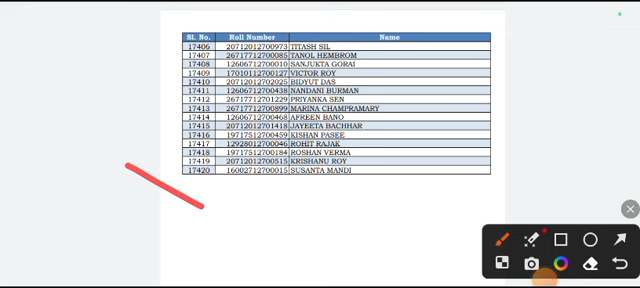 Sl. No. Roll Number Name
17406 20712012700973 TITASH SIL
17407 26717712700085 TANOL HEMBROM
17408 12606712700010 SANJUKTA GORAI
17409 17010112700127 VICTOR ROY
17410 20712012702025 BIDYUT DAS
17411 12606712700438 NANDANI BURMAN
17412 26717712701229 PRIYANKA SEN
17413 26717712700899 MARINA CHAMPRAMARY
17414 12606712700468 AFREEN BANO
17415 20712012701418 JAYEETA BACHHAR
17416 19717512700459 KISHAN PASEE
17417 12928012700046 ROHIT RAJAK
17418 19717512700184 ROSHAN VERMA
17419 20712012700515 KRISHANU ROY
17420 16002712700015 SUSANTA MANDI